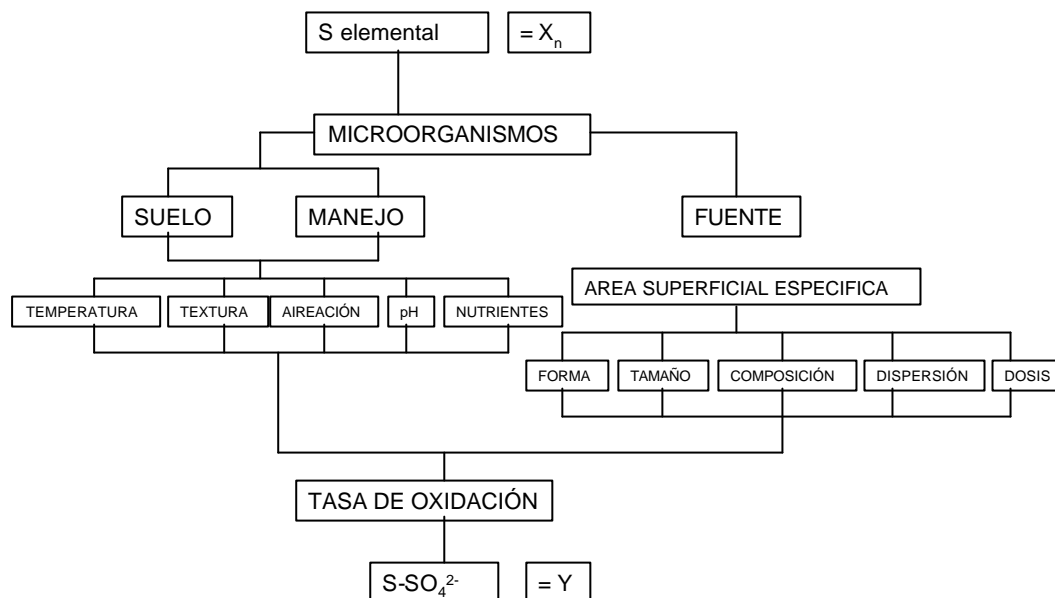 S elemental = Xn
MICROORGANISMOS
SUELO MANEJO FUENTE
AREA SUPERFICIAL ESPECIFICA
TEMPERATURA TEXTURA AIREACIÓN pH NUTRIENTES
FORMA TAMAÑO COMPOSICIÓN DISPERSIÓN DOSIS
TASA DE OXIDACIÓN
S-SO₄²⁻ = Y